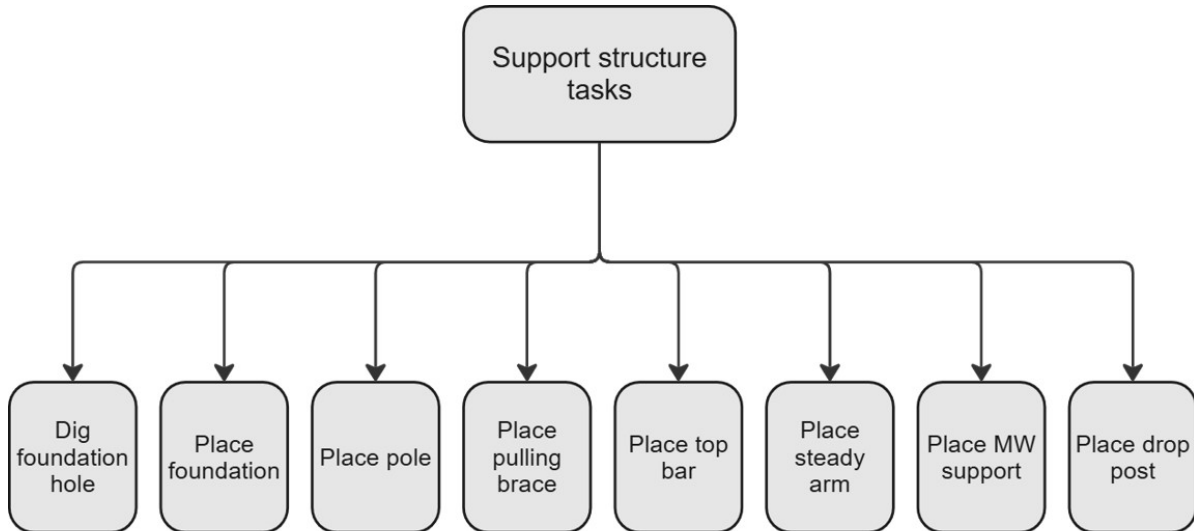 Support structure
tasks
Dig
foundation
hole
Place
foundation
Place pole
Place
pulling
brace
Place top
bar
Place
steady
arm
Place MW
support
Place drop
post